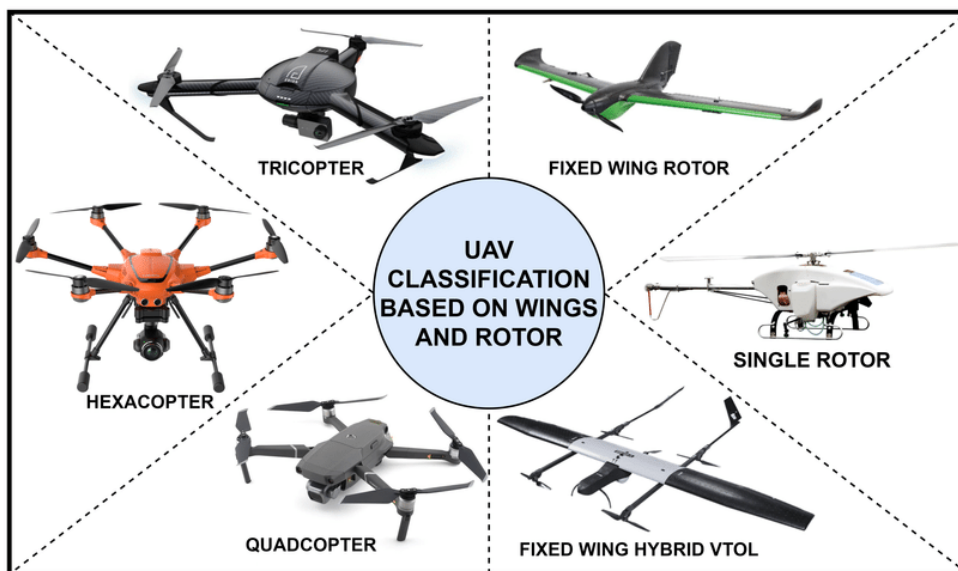 TRICOPTER
FIXED WING ROTOR
UAV
CLASSIFICATION
BASED ON WINGS
AND ROTOR
HEXACOPTER
SINGLE ROTOR
QUADCOPTER
FIXED WING HYBRID VTOL